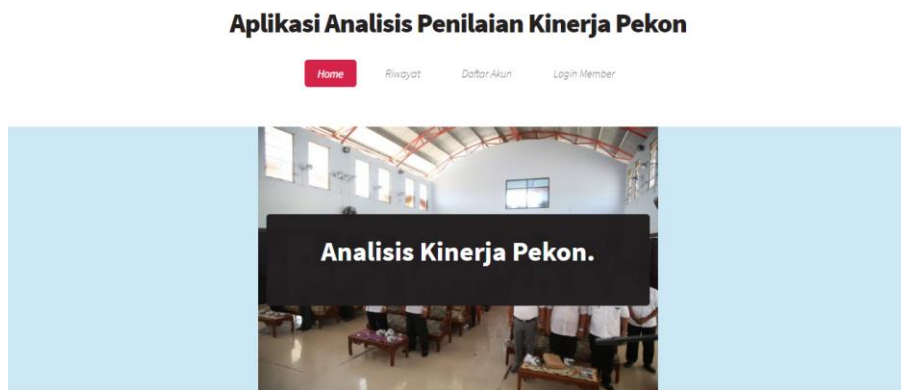 Aplikasi Analisis Penilaian Kinerja Pekon
Home Riwayat Daftar Akun Login Member
Analisis Kinerja Pekon.